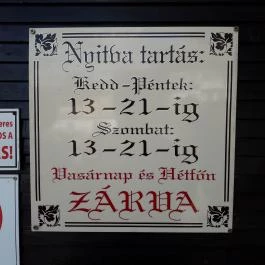 Nyitva tartás:
Kedd-Péntek:
13-21-ig
Szombat:
13-21-ig
Vasárnap és Hétfőn
ZÁRVA